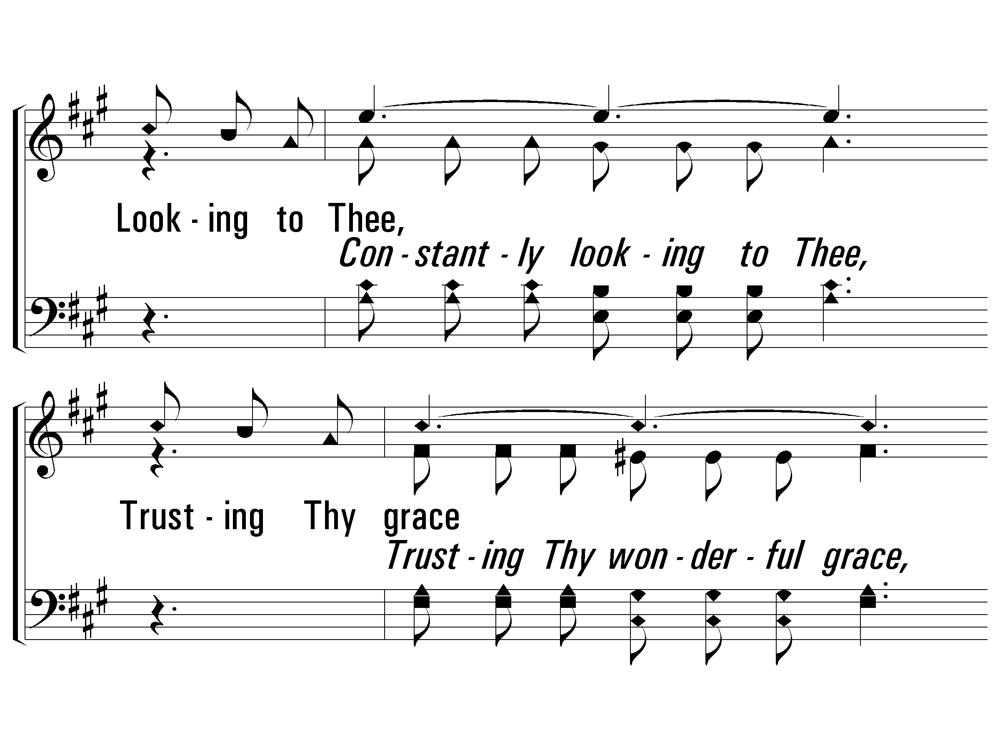 Look - ing to Thee,
Con - stant - ly look - ing to Thee,
Trust - ing Thy grace
Trust - ing Thy won - der - ful grace,